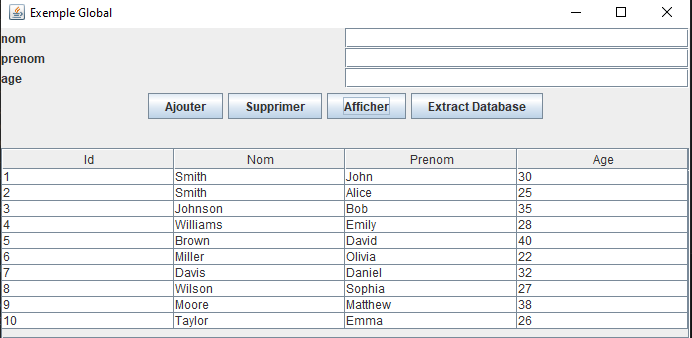 Exemple Global
nom
prenom
age
Ajouter Supprimer Afficher Extract Database
Id Nom Prenom Age
1 Smith John 30
2 Smith Alice 25
3 Johnson Bob 35
4 Williams Emily 28
5 Brown David 40
6 Miller Olivia 22
7 Davis Daniel 32
8 Wilson Sophia 27
9 Moore Matthew 38
10 Taylor Emma 26